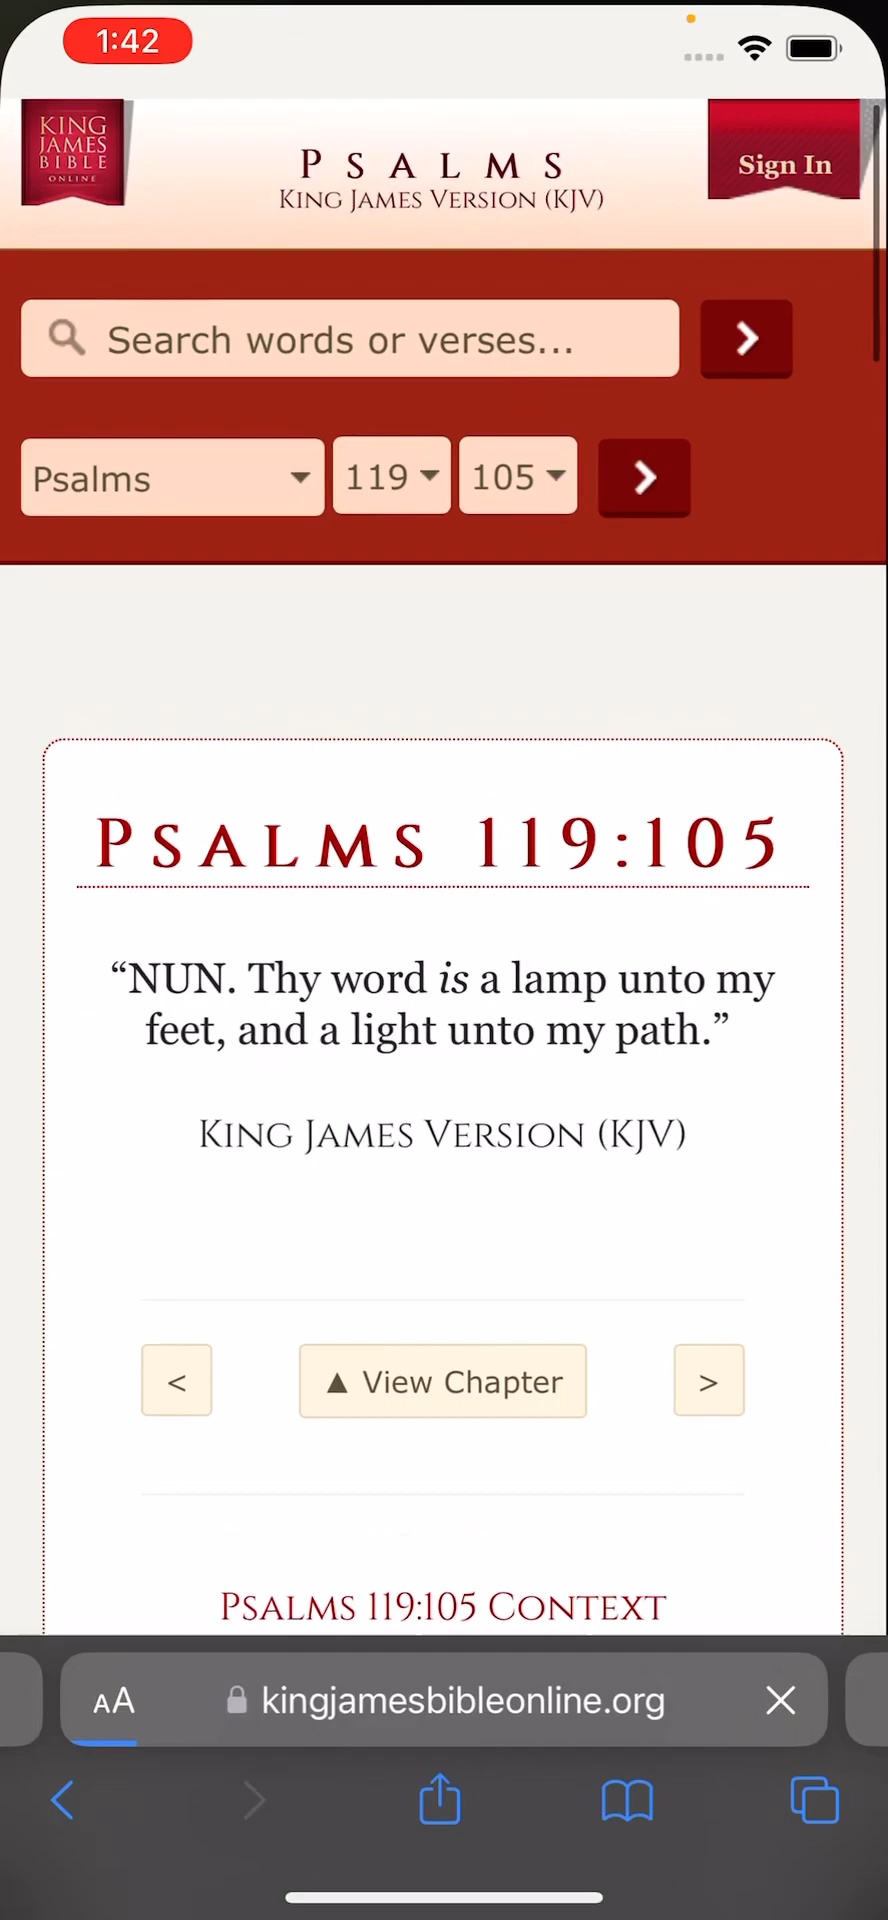 1:42
KING
JAMES
BIBLE
ONLINE
PSALMS
KING JAMES VERSION (KJV)
Sign In
Search words or verses...
Psalms
119
105
PSALMS 119:105
“NUN. Thy word is a lamp unto my
feet, and a light unto my path.”
KING JAMES VERSION (KJV)
<
▲ View Chapter
>
PSALMS 119:105 CONTEXT
AA
kingjamesbibleonline.org